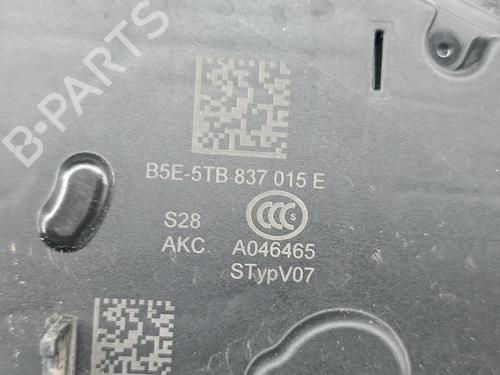 B-PARTS
B5E-5TB 837 015 E
S28
CCC S
AKC A046465
STypV07